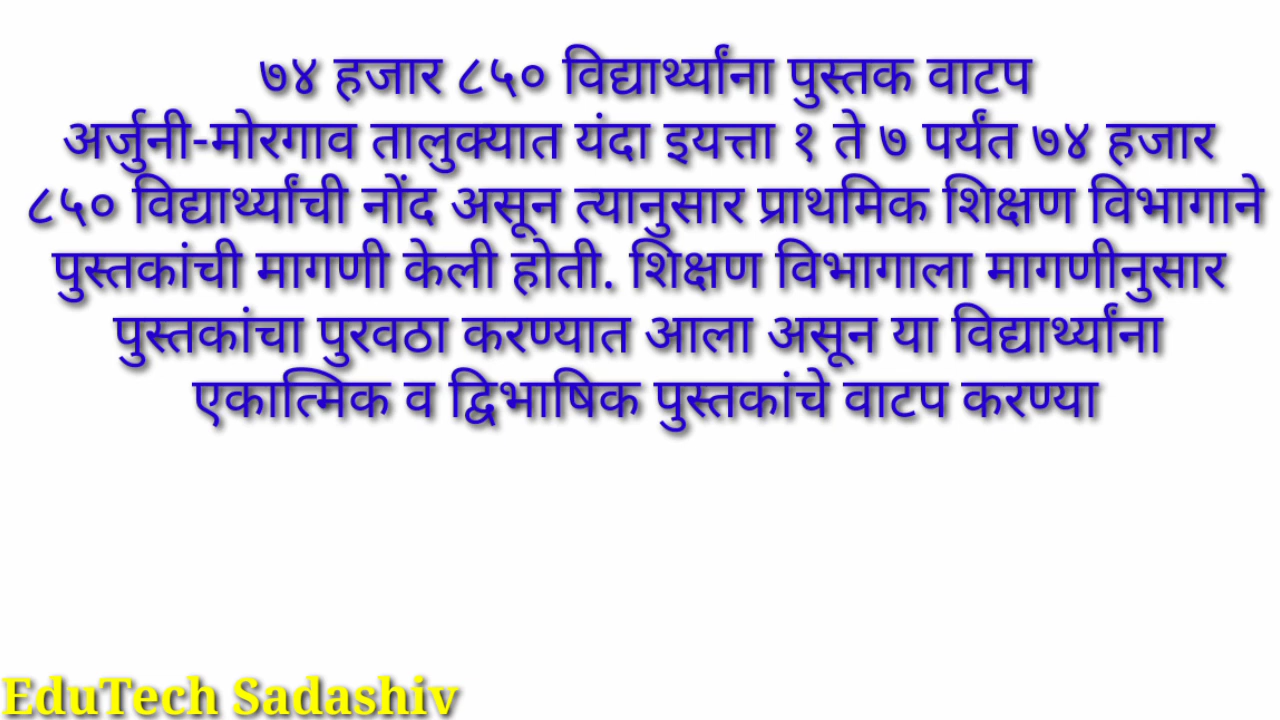 ७४ हजार ८५० विद्यार्थ्यांना पुस्तक वाटप
अर्जुनी-मोरगाव तालुक्यात यंदा इयत्ता १ ते ७ पर्यंत ७४ हजार
८५० विद्यार्थ्यांची नोंद असून त्यानुसार प्राथमिक शिक्षण विभागाने
पुस्तकांची मागणी केली होती. शिक्षण विभागाला मागणीनुसार
पुस्तकांचा पुरवठा करण्यात आला असून या विद्यार्थ्यांना
एकात्मिक व द्विभाषिक पुस्तकांचे वाटप करण्या
EduTech Sadashiv